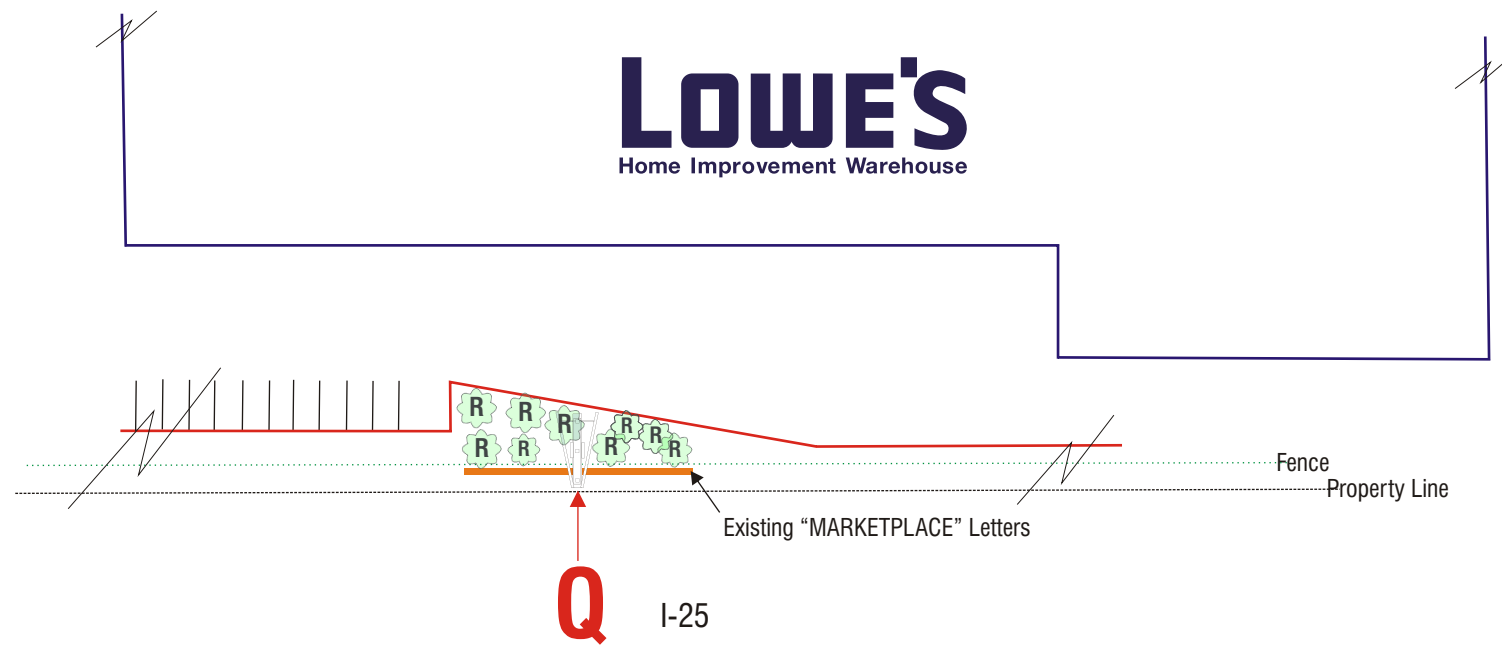 LOWE'S
Home Improvement Warehouse
R
R
R
R
R
R
R
R
R
Fence
Property Line
Existing “MARKETPLACE” Letters
Q
I-25